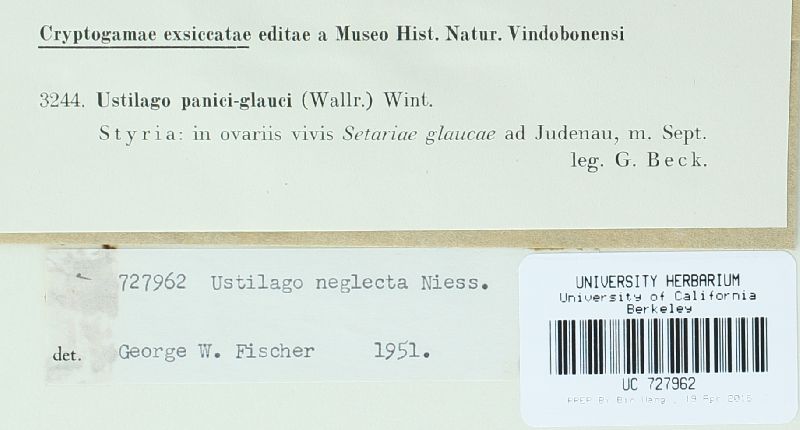 Cryptogamae exsiccatae editae a Museo Hist. Natur. Vindobonensi
3244. Ustilago panici-glauci (Wallr.) Wint.
Styria: in ovariis vivis Setariae glaucae ad Judenau, m. Sept.
leg. G. Beck.
727962 Ustilago neglecta Niess.
det. George W. Fischer 1951.
UNIVERSITY HERBARIUM
University of California
Berkeley
UC 727962
PREP BY